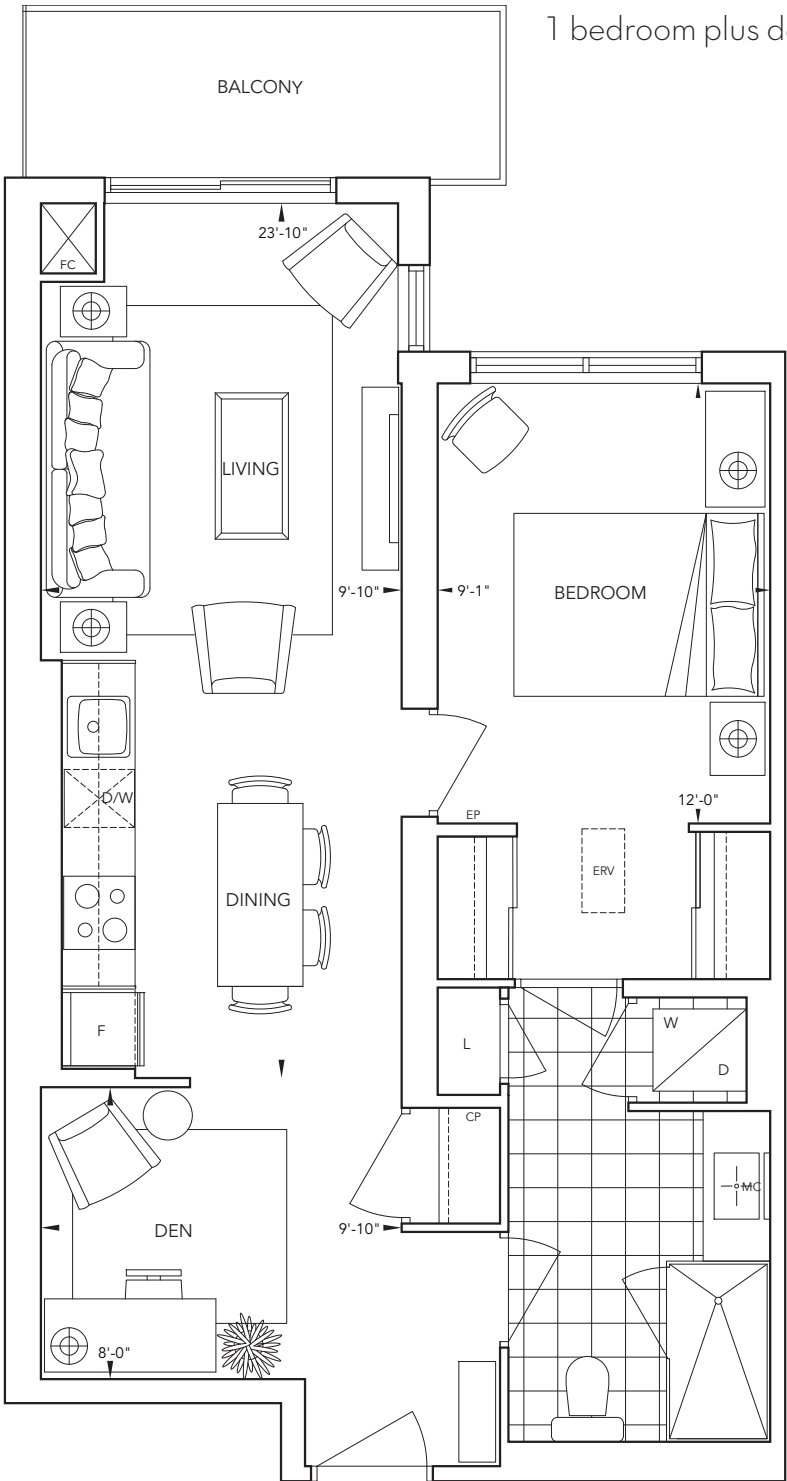 1 bedroom plus
BALCONY
23'-10"
FC
LIVING
9'-10"
9'-1"
BEDROOM
D/W
12'-0"
EP
ERV
DINING
F
L
W
D
CP
MC
DEN
9'-10"
8'-0"